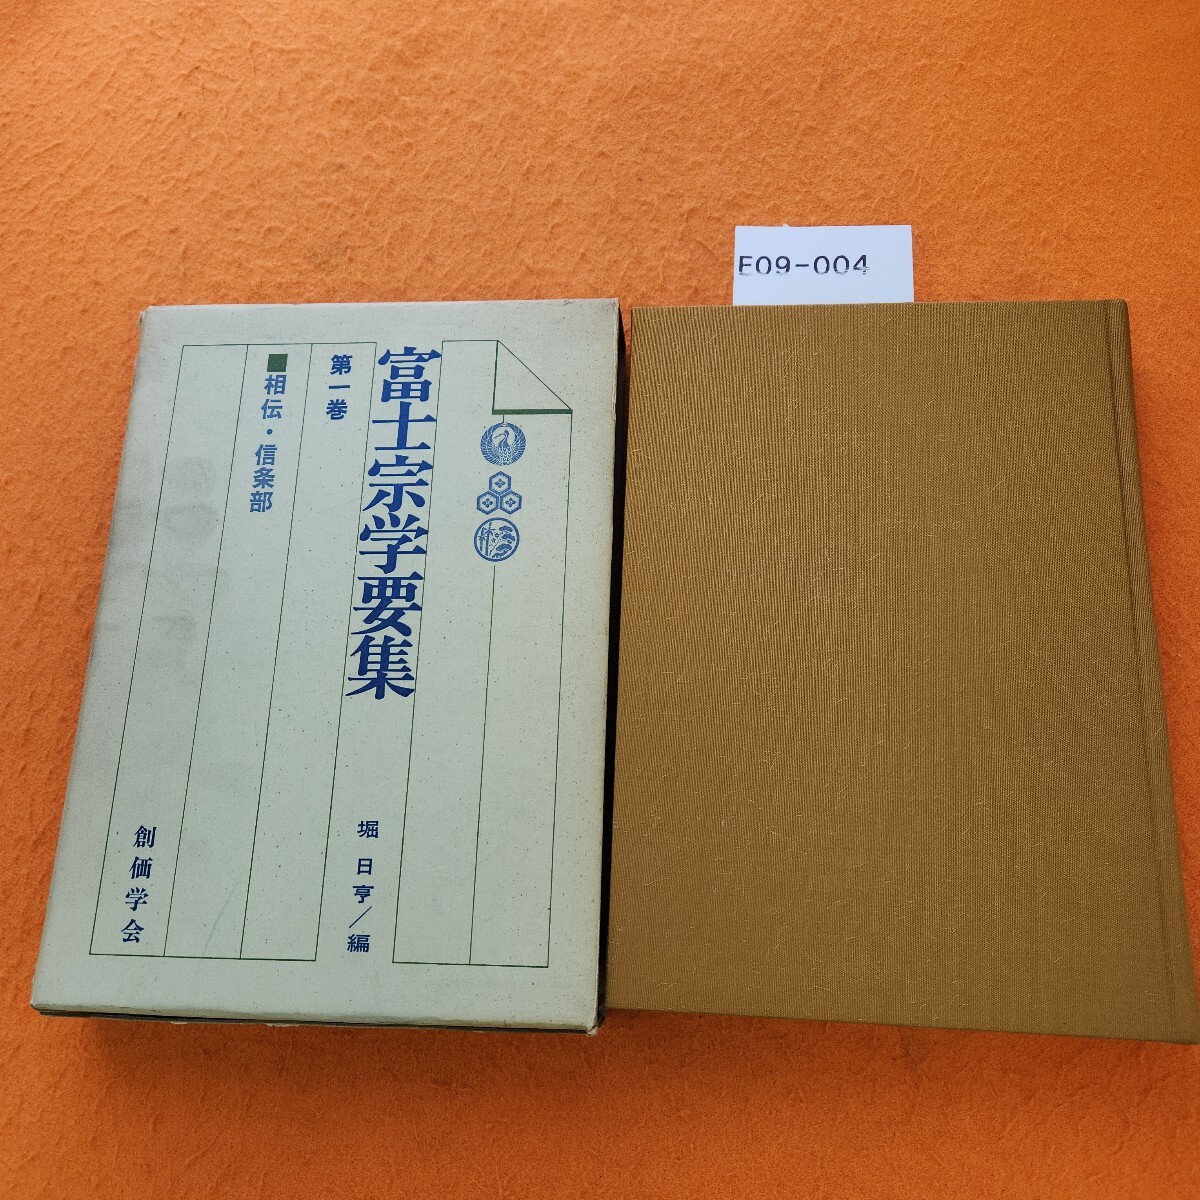 E09-004
富士宗学要集
第一巻
■相伝・信条部
堀日亨/編
創価学会